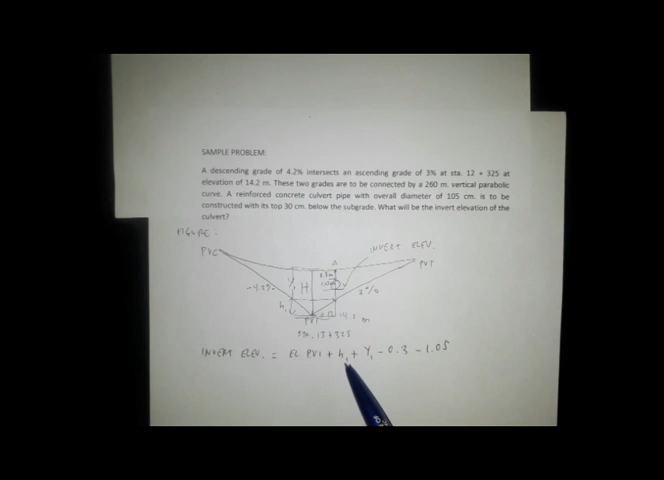 SAMPLE PROBLEM:
A descending grade of 4.2% intersects an ascending grade of 3% at sta. 12 + 325 at
elevation of 14.2 m. These two grades are to be connected by a 260 m. vertical parabolic
curve. A reinforced concrete culvert pipe with overall diameter of 105 cm. is to be
constructed with its top 30 cm. below the subgrade. What will be the invert elevation of the
culvert?
FIGURE:
PVC
INVERT ELEV.
PVT
A
Y1
H
-4.2%
3%
h1
PVI
14.2 m
STA. 12+325
INVERT ELEV. = EL PVI + h1 + Y1 - 0.3 - 1.05